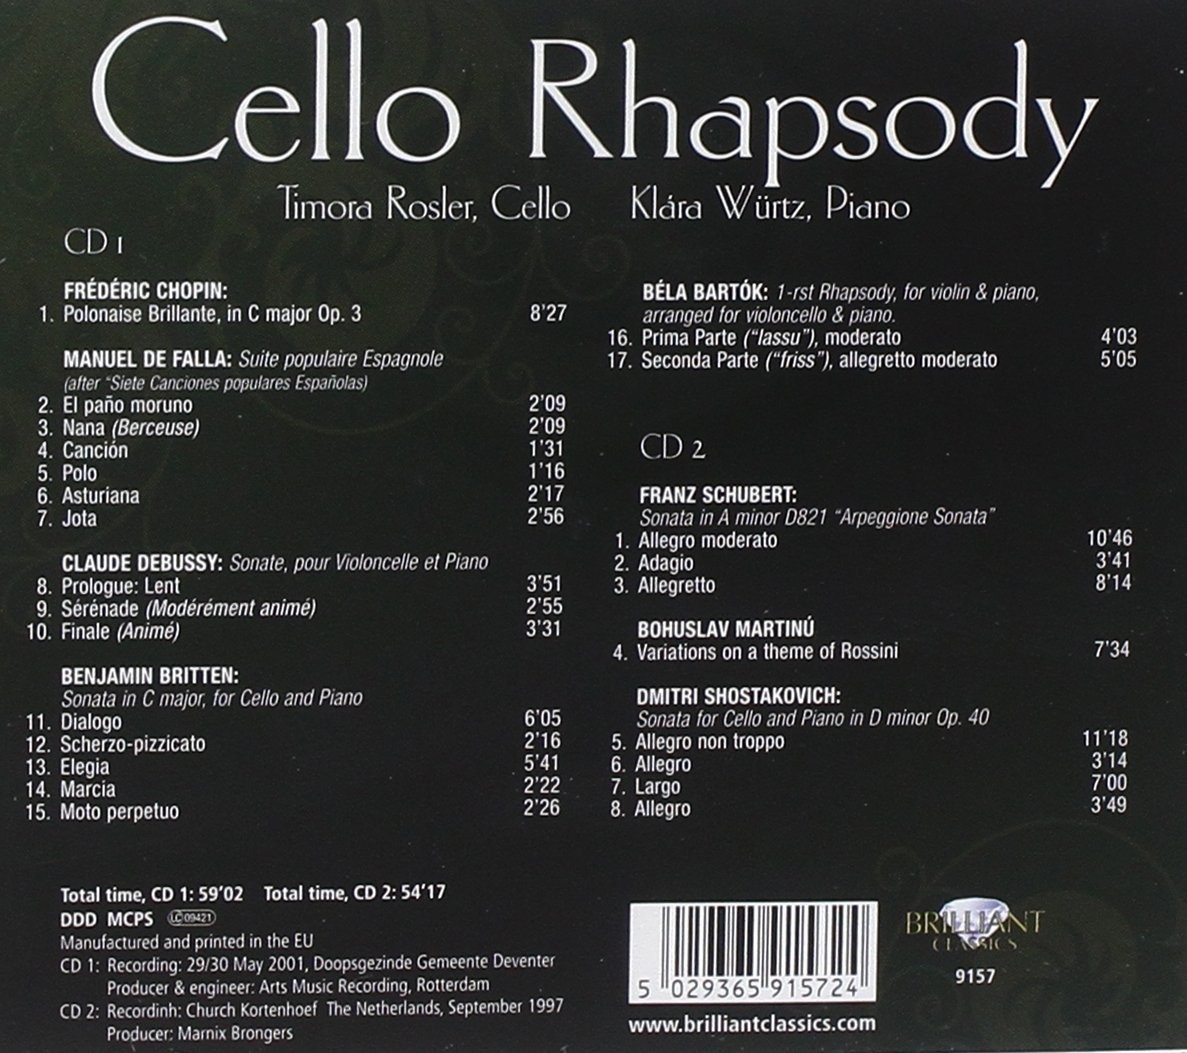 Cello Rhapsody
Timora Rosler, Cello Klára Würtz, Piano
CD 1
FRÉDÉRIC CHOPIN:
1. Polonaise Brillante, in C major Op. 3 8’27
MANUEL DE FALLA: Suite populaire Espagnole
(after “Siete Canciones populares Españolas)
2. El paño moruno 2’09
3. Nana (Berceuse) 2’09
4. Canción 1’31
5. Polo 1’16
6. Asturiana 2’17
7. Jota 2’56
CLAUDE DEBUSSY: Sonate, pour Violoncelle et Piano
8. Prologue: Lent 3’51
9. Sérénade (Modérément animé) 2’55
10. Finale (Animé) 3’31
BENJAMIN BRITTEN:
Sonata in C major, for Cello and Piano
11. Dialogo 6’05
12. Scherzo-pizzicato 2’16
13. Elegia 5’41
14. Marcia 2’22
15. Moto perpetuo 2’26
BÉLA BARTÓK: 1-rst Rhapsody, for violin & piano,
arranged for violoncello & piano.
16. Prima Parte (“lassu”), moderato 4’03
17. Seconda Parte (“friss”), allegretto moderato 5’05
CD 2
FRANZ SCHUBERT:
Sonata in A minor D821 “Arpeggione Sonata”
1. Allegro moderato 10’46
2. Adagio 3’41
3. Allegretto 8’14
BOHUSLAV MARTINÚ
4. Variations on a theme of Rossini 7’34
DMITRI SHOSTAKOVICH:
Sonata for Cello and Piano in D minor Op. 40
5. Allegro non troppo 11’18
6. Allegro 3’14
7. Largo 7’00
8. Allegro 3’49
Total time, CD 1: 59’02 Total time, CD 2: 54’17
DDD MCPS LC 09421
Manufactured and printed in the EU
CD 1: Recording: 29/30 May 2001, Doopsgezinde Gemeente Deventer
Producer & engineer: Arts Music Recording, Rotterdam
CD 2: Recordinh: Church Kortenhoef The Netherlands, September 1997
Producer: Marnix Brongers
5 029365 915724
www.brilliantclassics.com
BRILLIANT
CLASSICS
9157